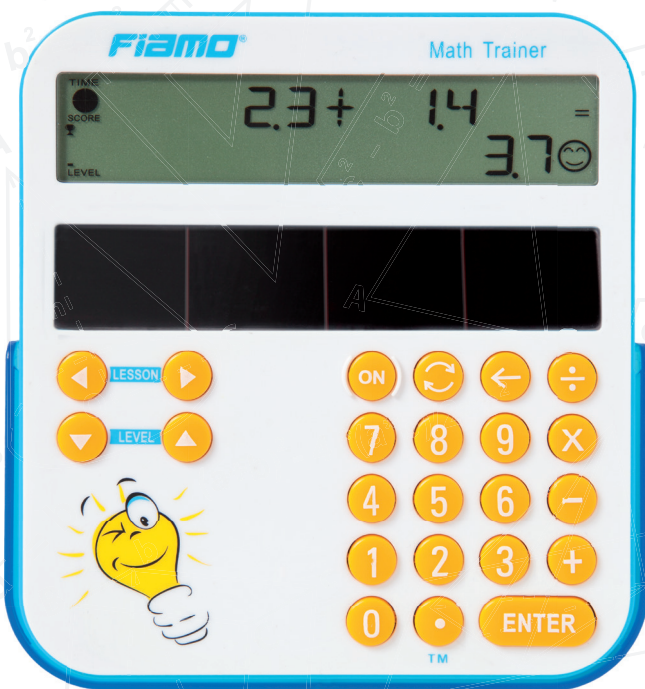 FiamO®
Math Trainer
TIME
SCORE
LEVEL
2.3+ 1.4 =
3.7
LESSON
LEVEL
ON
÷
7 8 9 X
4 5 6 −
1 2 3 +
0 • ENTER
TM